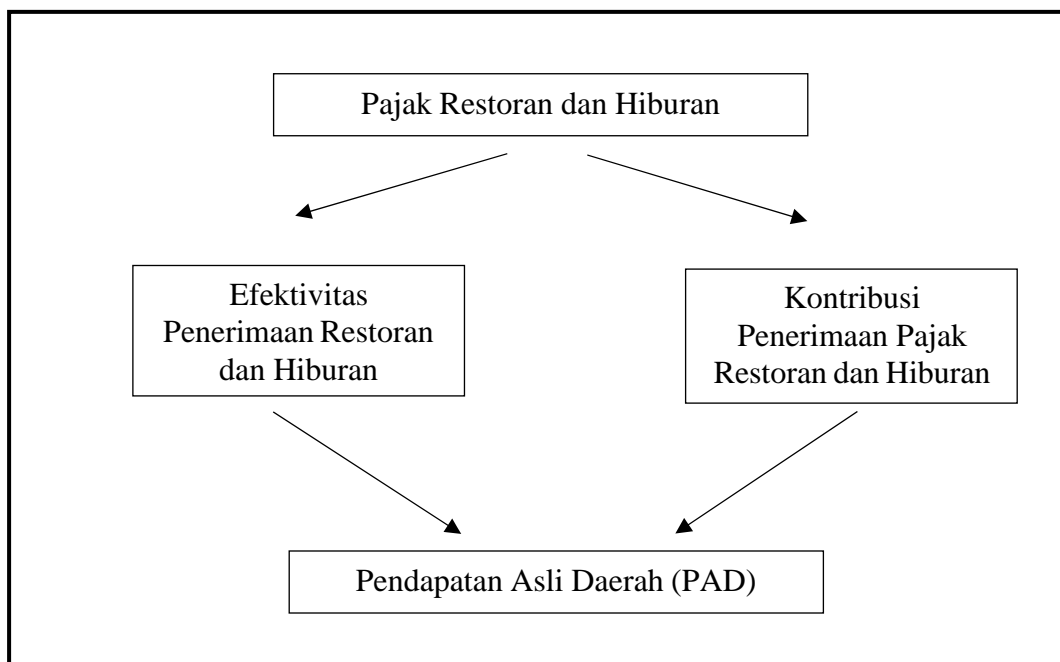 Pajak Restoran dan Hiburan
Efektivitas
Penerimaan Restoran
dan Hiburan
Kontribusi
Penerimaan Pajak
Restoran dan Hiburan
Pendapatan Asli Daerah (PAD)